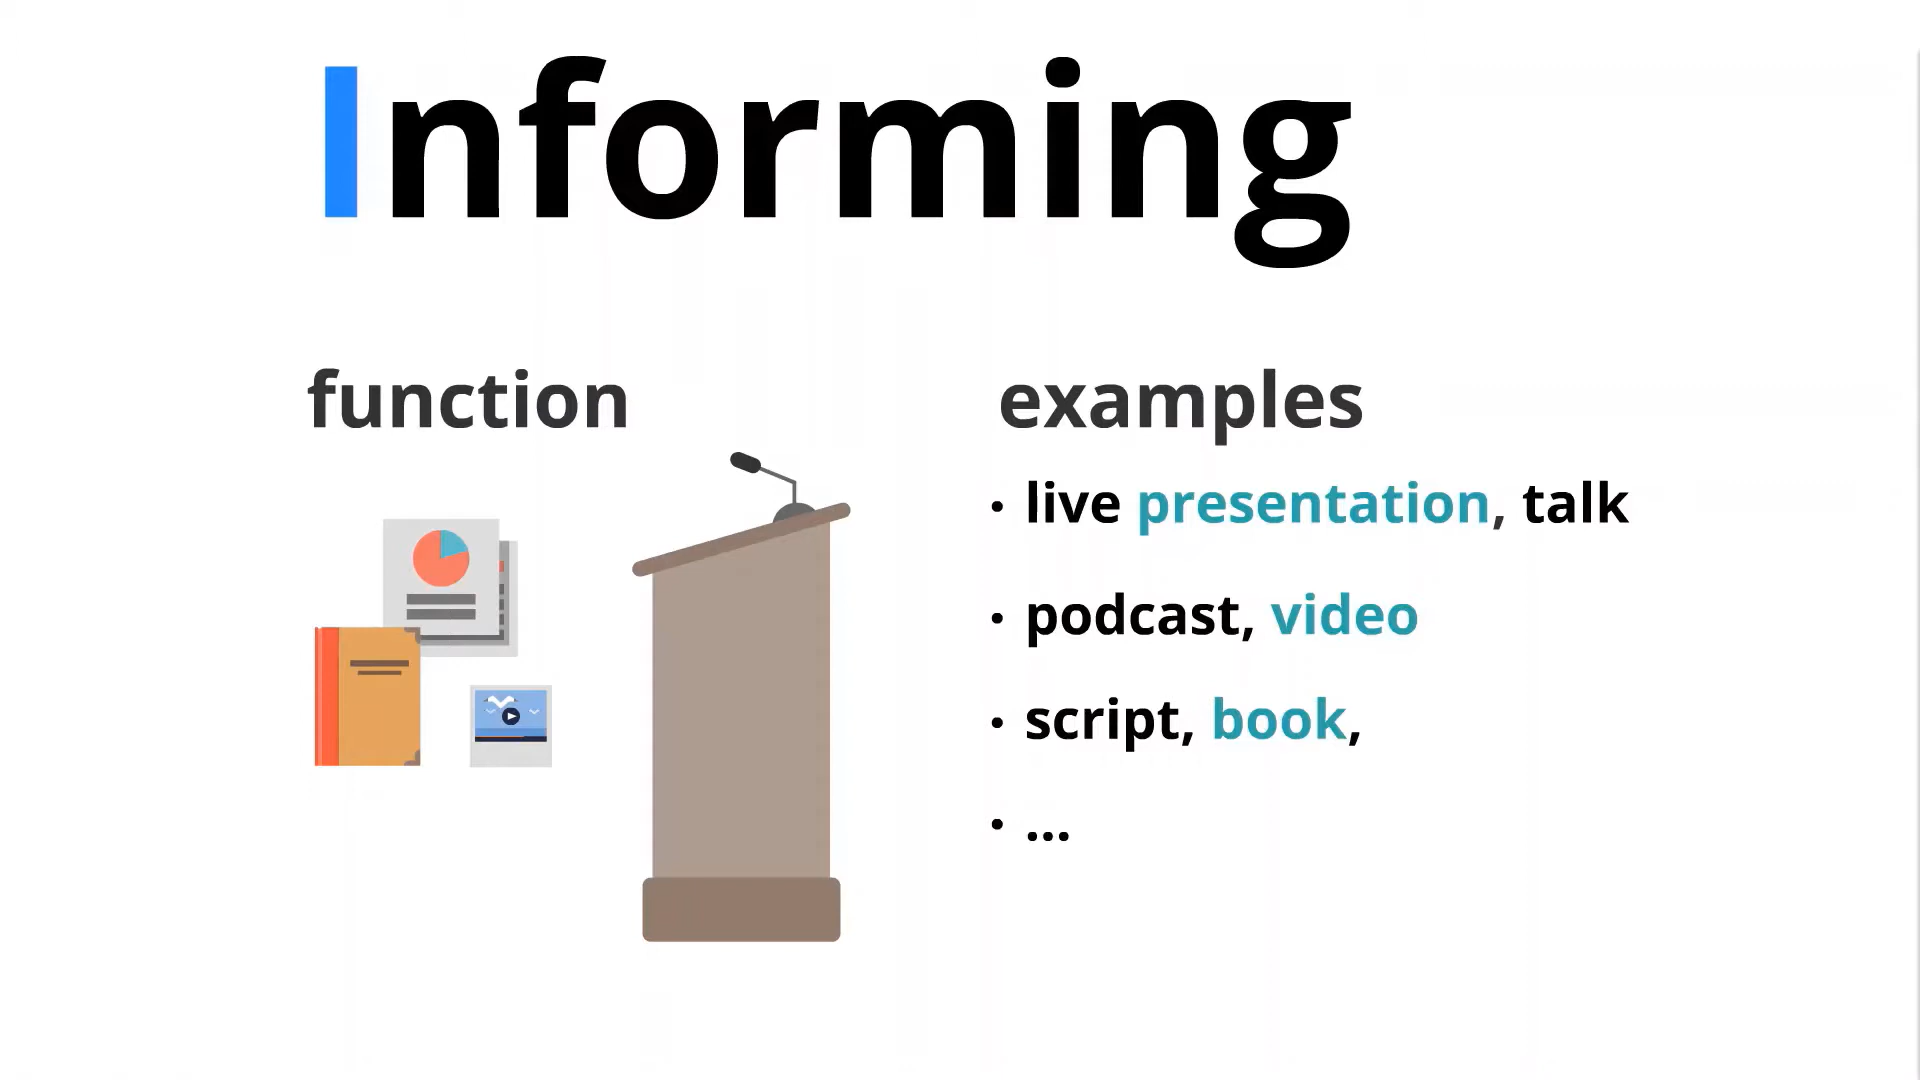 Informing
function
examples
• live presentation, talk
• podcast, video
• script, book,
• ...